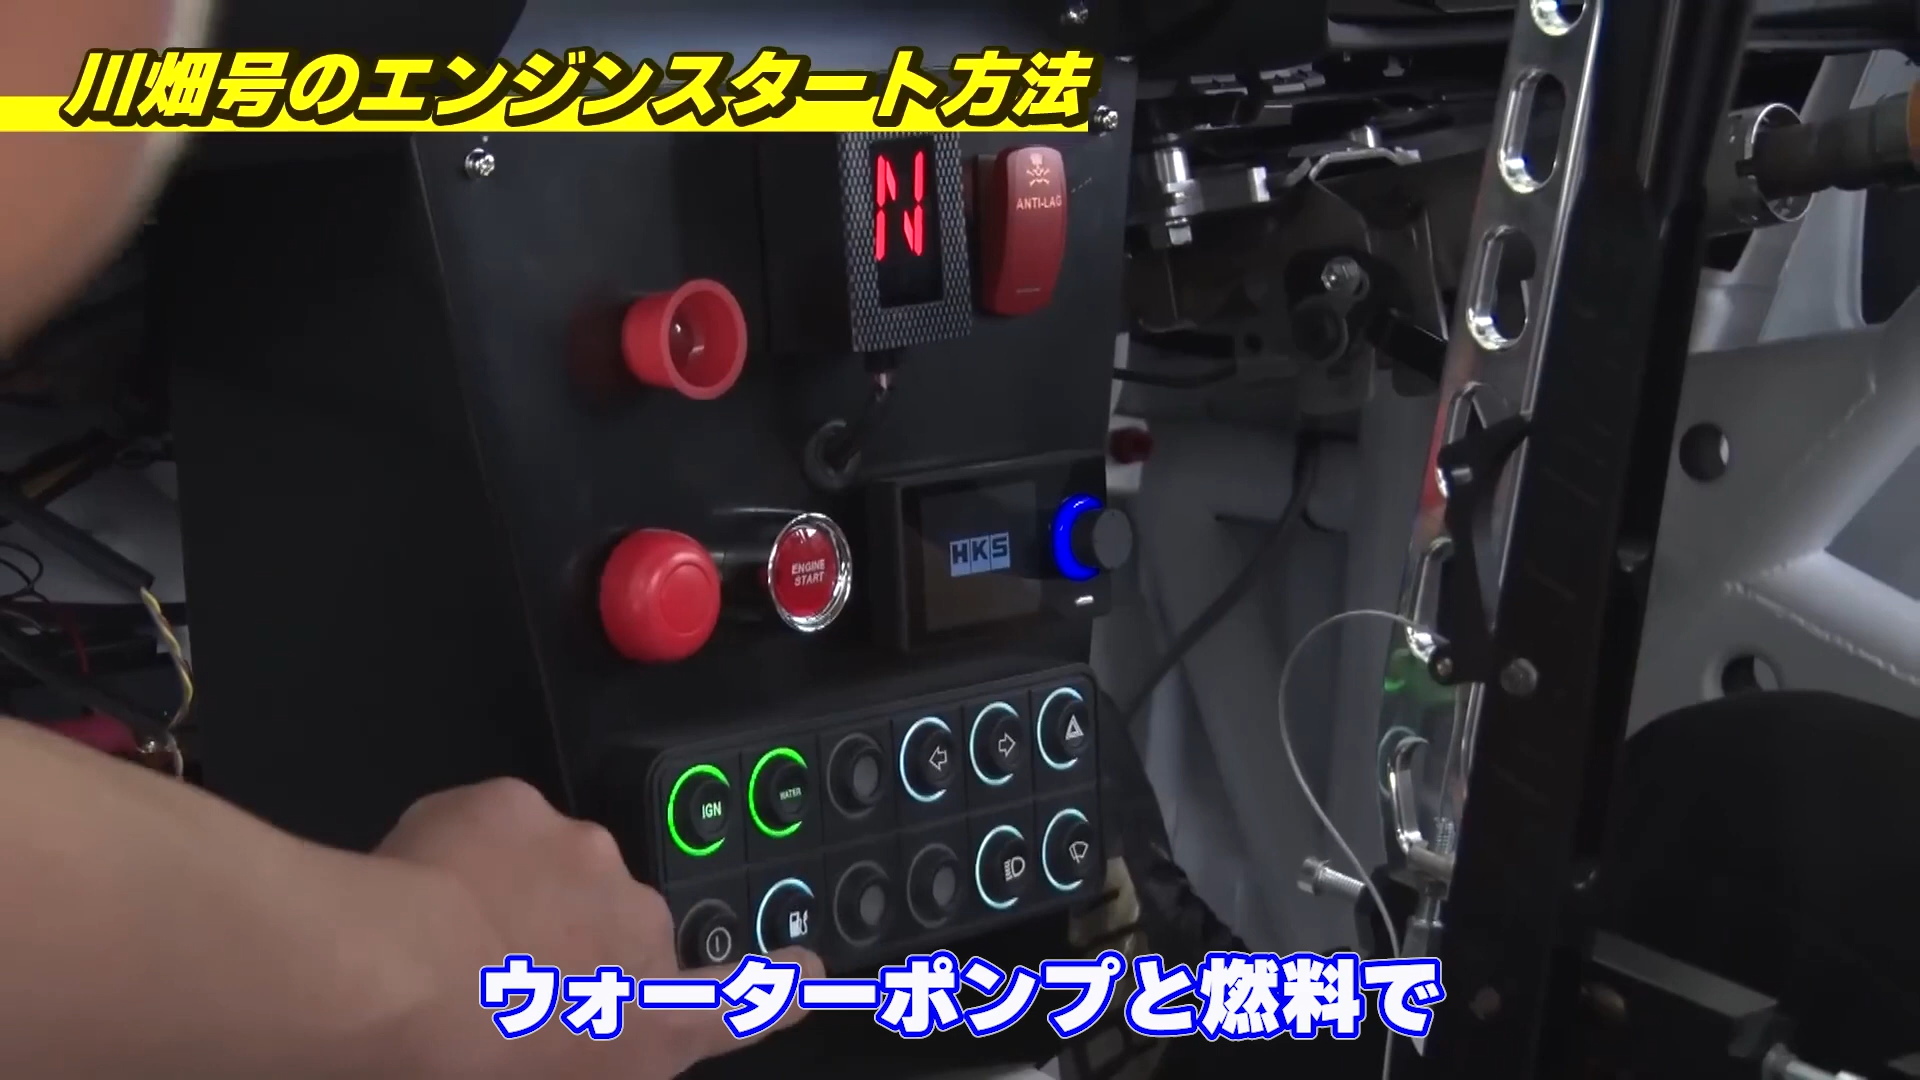 川畑号のエンジンスタート方法
N
ANTI-LAG
ENGINE
START
HKS
IGN
WATER
ウォーターポンプと燃料で